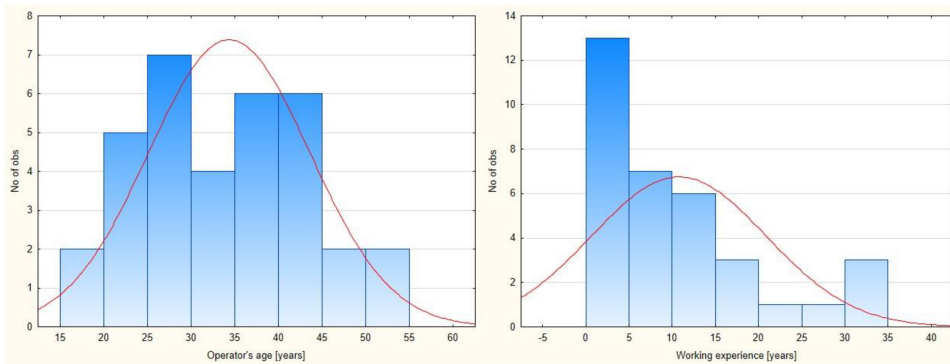 8
7
6
5
4
3
2
1
0
No of obs
15 20 25 30 35 40 45 50 55 60
Operator's age [years]
14
12
10
8
6
4
2
0
No of obs
-5 0 5 10 15 20 25 30 35 40
Working experience [years]